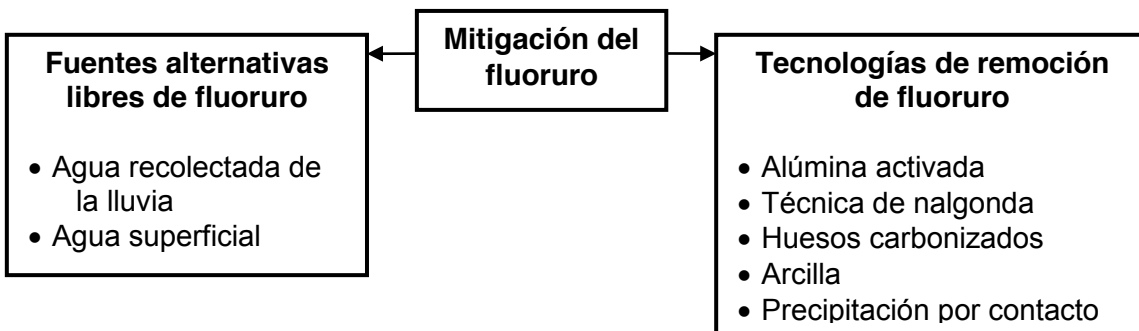 Mitigación del
fluoruro
Fuentes alternativas
libres de fluoruro
• Agua recolectada de
la lluvia
• Agua superficial
Tecnologías de remoción
de fluoruro
• Alúmina activada
• Técnica de nalgonda
• Huesos carbonizados
• Arcilla
• Precipitación por contacto